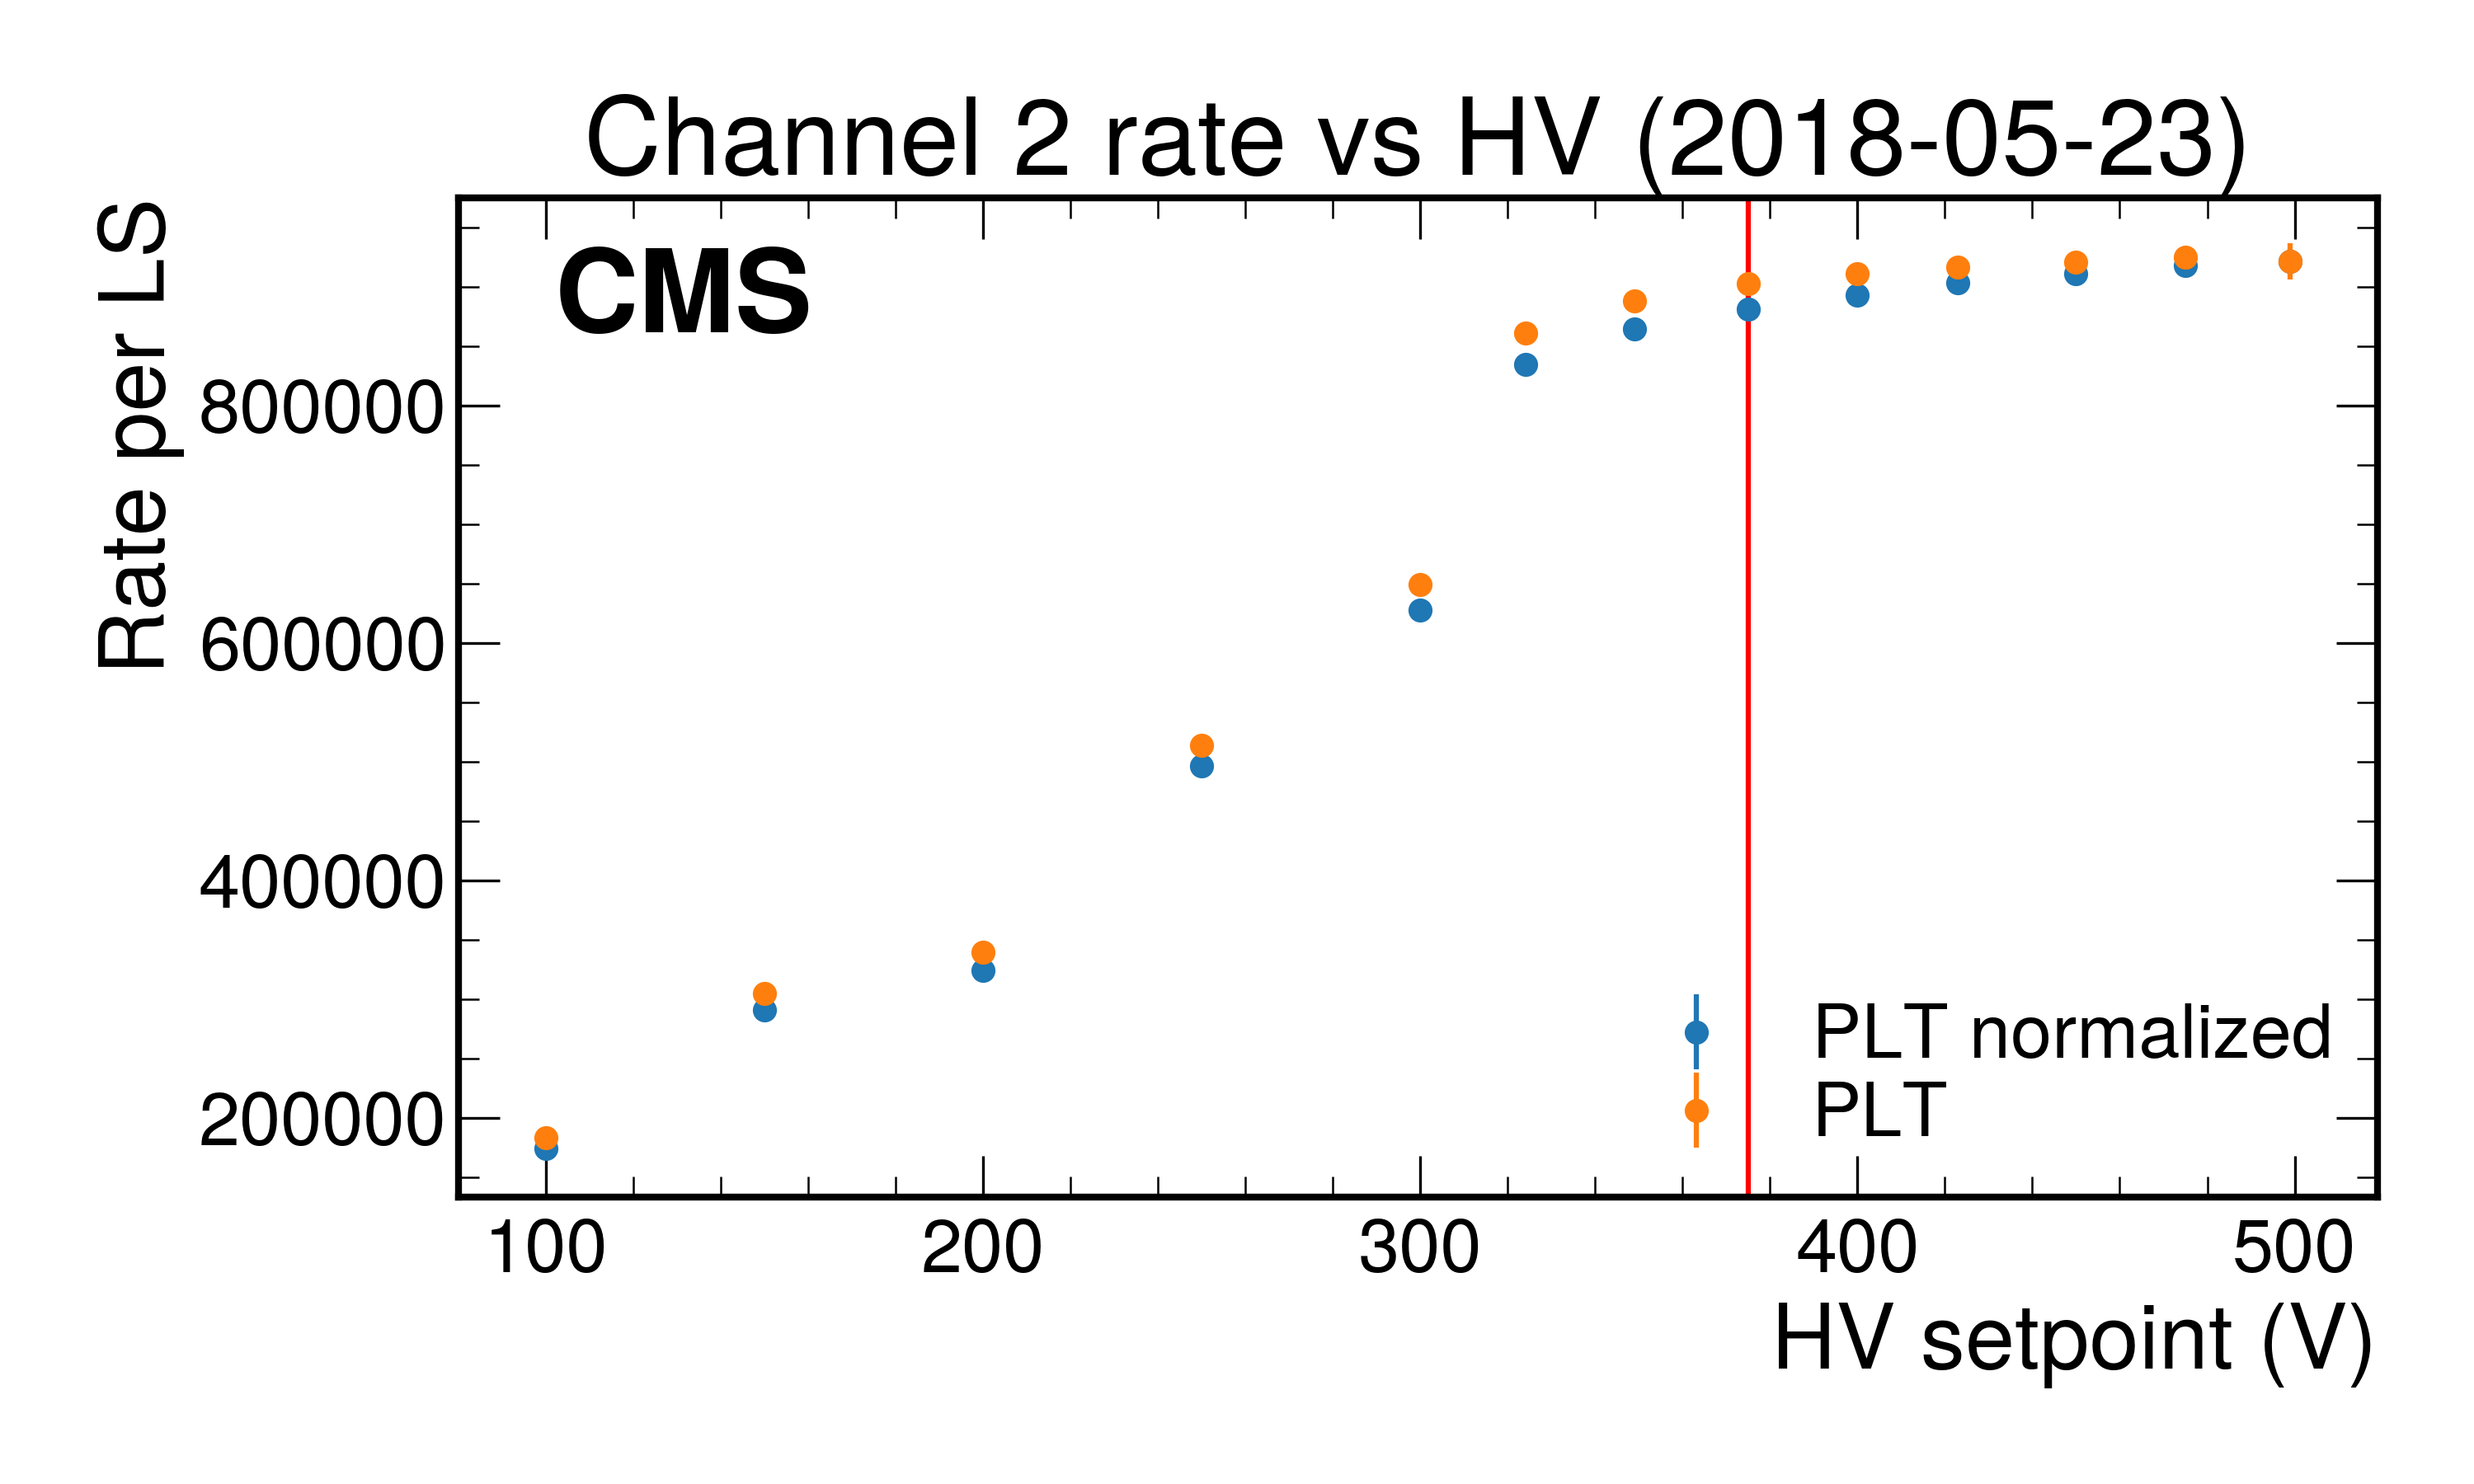 Channel 2 rate vs HV (2018-05-23)
CMS
Rate per LS
800000
600000
400000
200000
PLT normalized
PLT
100 200 300 400 500
HV setpoint (V)